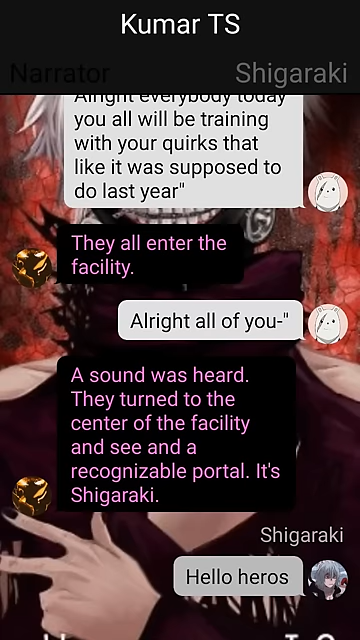 Kumar TS
Narrator
Shigaraki
Alright everybody today
you all will be training
with your quirks that
like it was supposed to
do last year"
They all enter the
facility.
Alright all of you-"
A sound was heard.
They turned to the
center of the facility
and see and a
recognizable portal. It's
Shigaraki.
Shigaraki
Hello heros